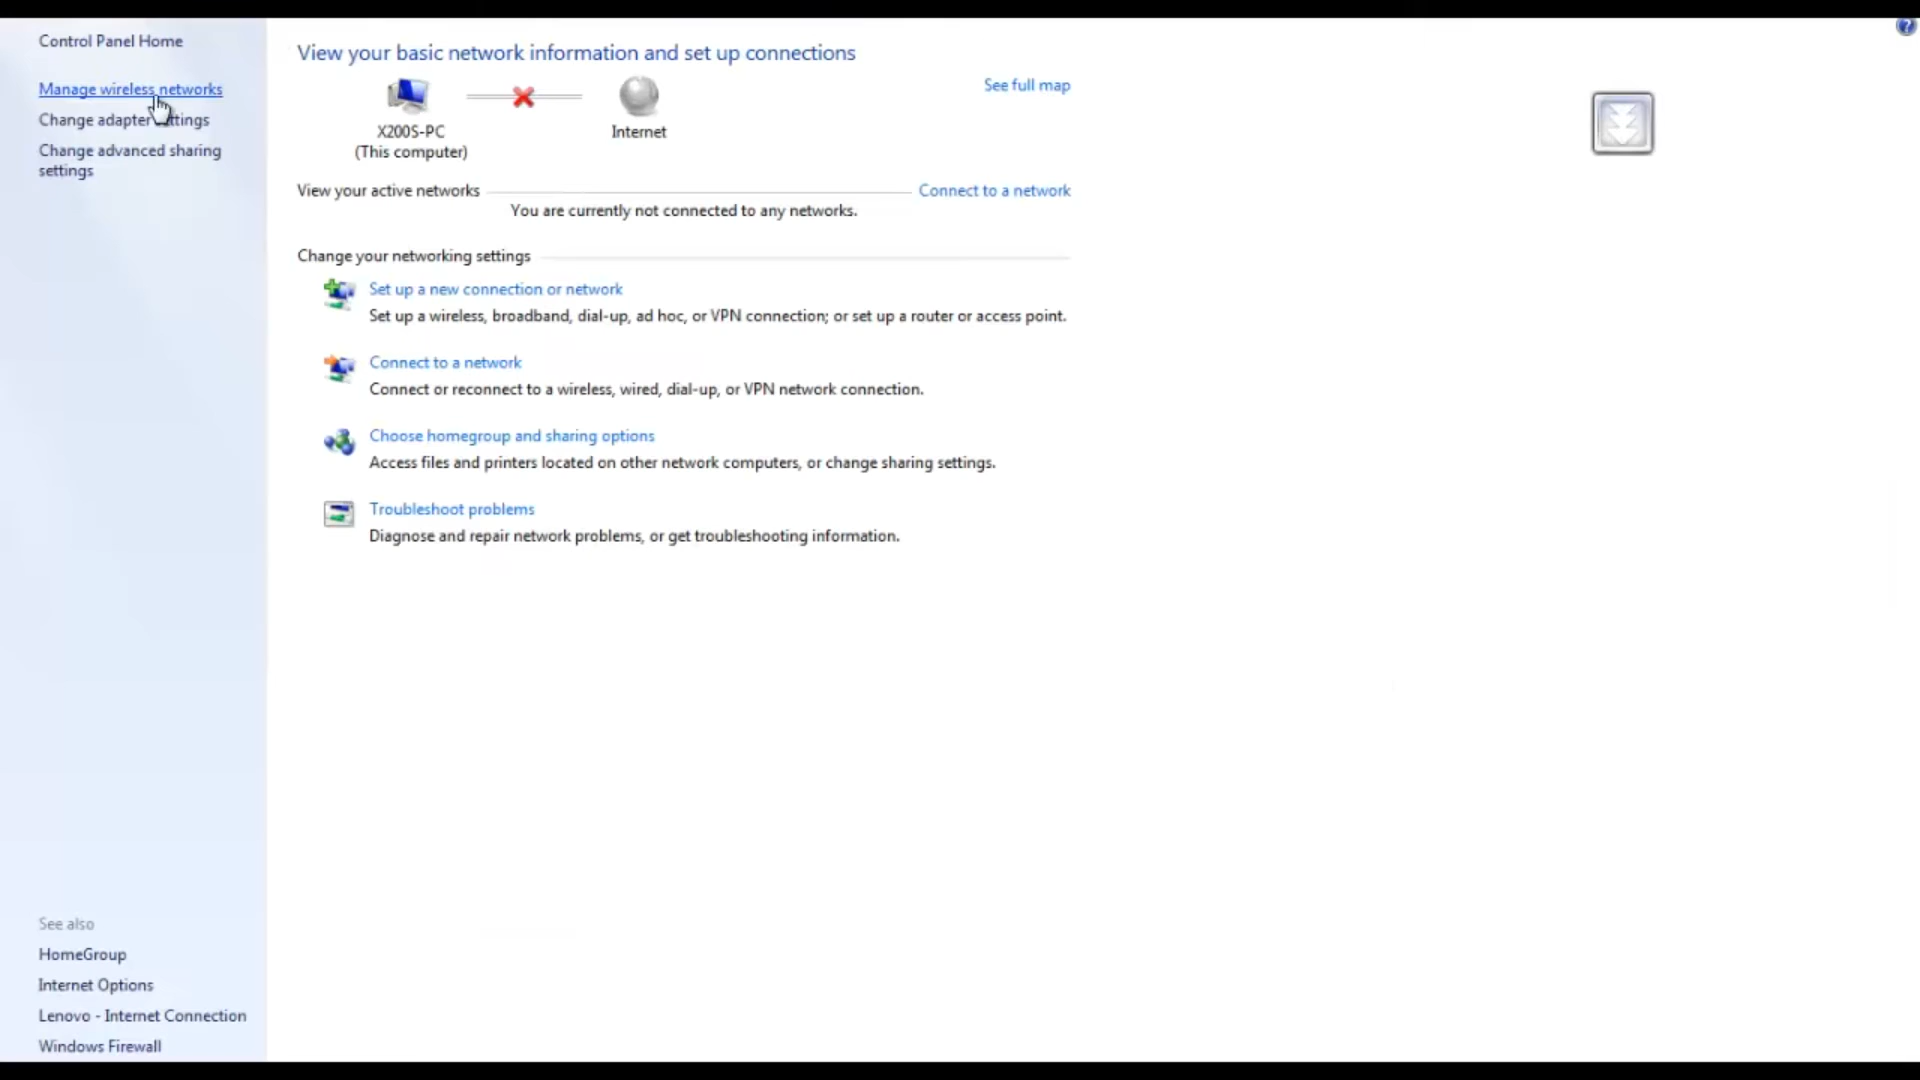 Control Panel Home
Manage wireless networks
Change adapter settings
Change advanced sharing
settings
See also
HomeGroup
Internet Options
Lenovo - Internet Connection
Windows Firewall
View your basic network information and set up connections
See full map
X200S-PC
(This computer)
Internet
View your active networks
Connect to a network
You are currently not connected to any networks.
Change your networking settings
Set up a new connection or network
Set up a wireless, broadband, dial-up, ad hoc, or VPN connection; or set up a router or access point.
Connect to a network
Connect or reconnect to a wireless, wired, dial-up, or VPN network connection.
Choose homegroup and sharing options
Access files and printers located on other network computers, or change sharing settings.
Troubleshoot problems
Diagnose and repair network problems, or get troubleshooting information.
?